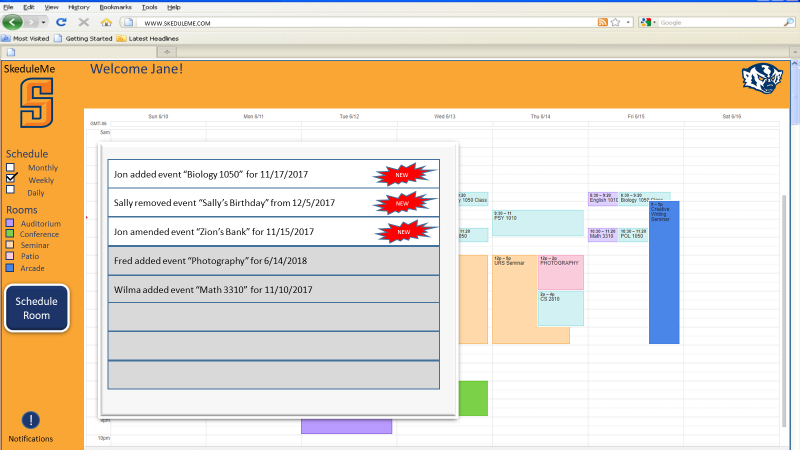 File Edit View History Bookmarks Tools Help
WWW.SKEDULEME.COM
Google
Most Visited Getting Started Latest Headlines
SkeduleMe
Welcome Jane!
S
Sun 6/10 Mon 6/11 Tue 6/12 Wed 6/13 Thu 6/14 Fri 6/15 Sat 6/16
GMT-06
5am
Schedule
Monthly
Weekly
Daily
Rooms
Auditorium
Conference
Seminar
Patio
Arcade
Schedule
Room
!
Notifications
Jon added event “Biology 1050” for 11/17/2017 NEW
Sally removed event “Sally’s Birthday” from 12/5/2017 NEW
Jon amended event “Zion’s Bank” for 11/15/2017 NEW
Fred added event “Photography” for 6/14/2018
Wilma added event “Math 3310” for 11/10/2017
1050 Class
050
9:30 – 11
PSY 1010
12p – 5p
URS Seminar
12p – 2p
PHOTOGRAPHY
2p – 4p
CS 2810
8:30 – 9:20
English 101
8:30 – 9:20
Biology 1050
10:30 – 11:20
Math 3310
10:30 – 11:20
POL 1050
Creative
Writing
Seminar
9pm
10pm